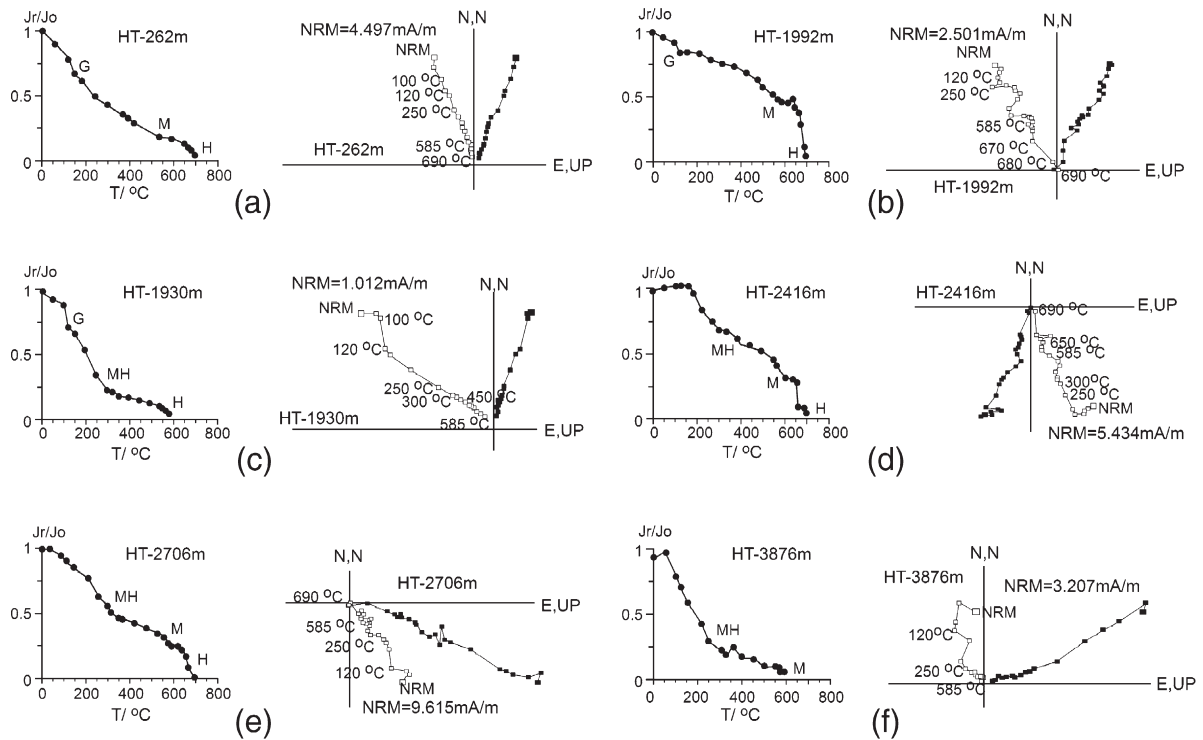 Jr/Jo
HT-262m
1
0.5
0
G
M
H
0 200 400 600 800
T/ °C
(a)
N,N
NRM=4.497mA/m
NRM
100 °C
120 °C
250 °C
585 °C
690 °C
HT-262m
E,UP
Jr/Jo
HT-1992m
1
0.5
0
G
M
H
0 200 400 600 800
T/ °C
(b)
N,N
NRM=2.501mA/m
NRM
120 °C
250 °C
585 °C
670 °C
680 °C
690 °C
E,UP
HT-1992m
Jr/Jo
HT-1930m
1
0.5
0
G
MH
H
0 200 400 600 800
T/ °C
(c)
NRM=1.012mA/m
N,N
NRM
100 °C
120 °C
250 °C
300 °C
450 °C
585 °C
HT-1930m
E,UP
Jr/Jo
HT-2416m
1
0.5
0
MH
M
H
0 200 400 600 800
T/ °C
(d)
N,N
HT-2416m
E,UP
690 °C
650 °C
585 °C
300°C
250 °C
NRM
NRM=5.434mA/m
Jr/Jo
HT-2706m
1
0.5
0
MH
M
H
0 200 400 600 800
T/ °C
(e)
N,N
HT-2706m
690 °C
E,UP
585 °C
250 °C
120 °C
NRM
NRM=9.615mA/m
Jr/Jo
HT-3876m
1
0.5
0
MH
M
0 200 400 600 800
T/ °C
(f)
N,N
HT-3876m
NRM=3.207mA/m
NRM
120°C
250 °C
585 °C
E,UP